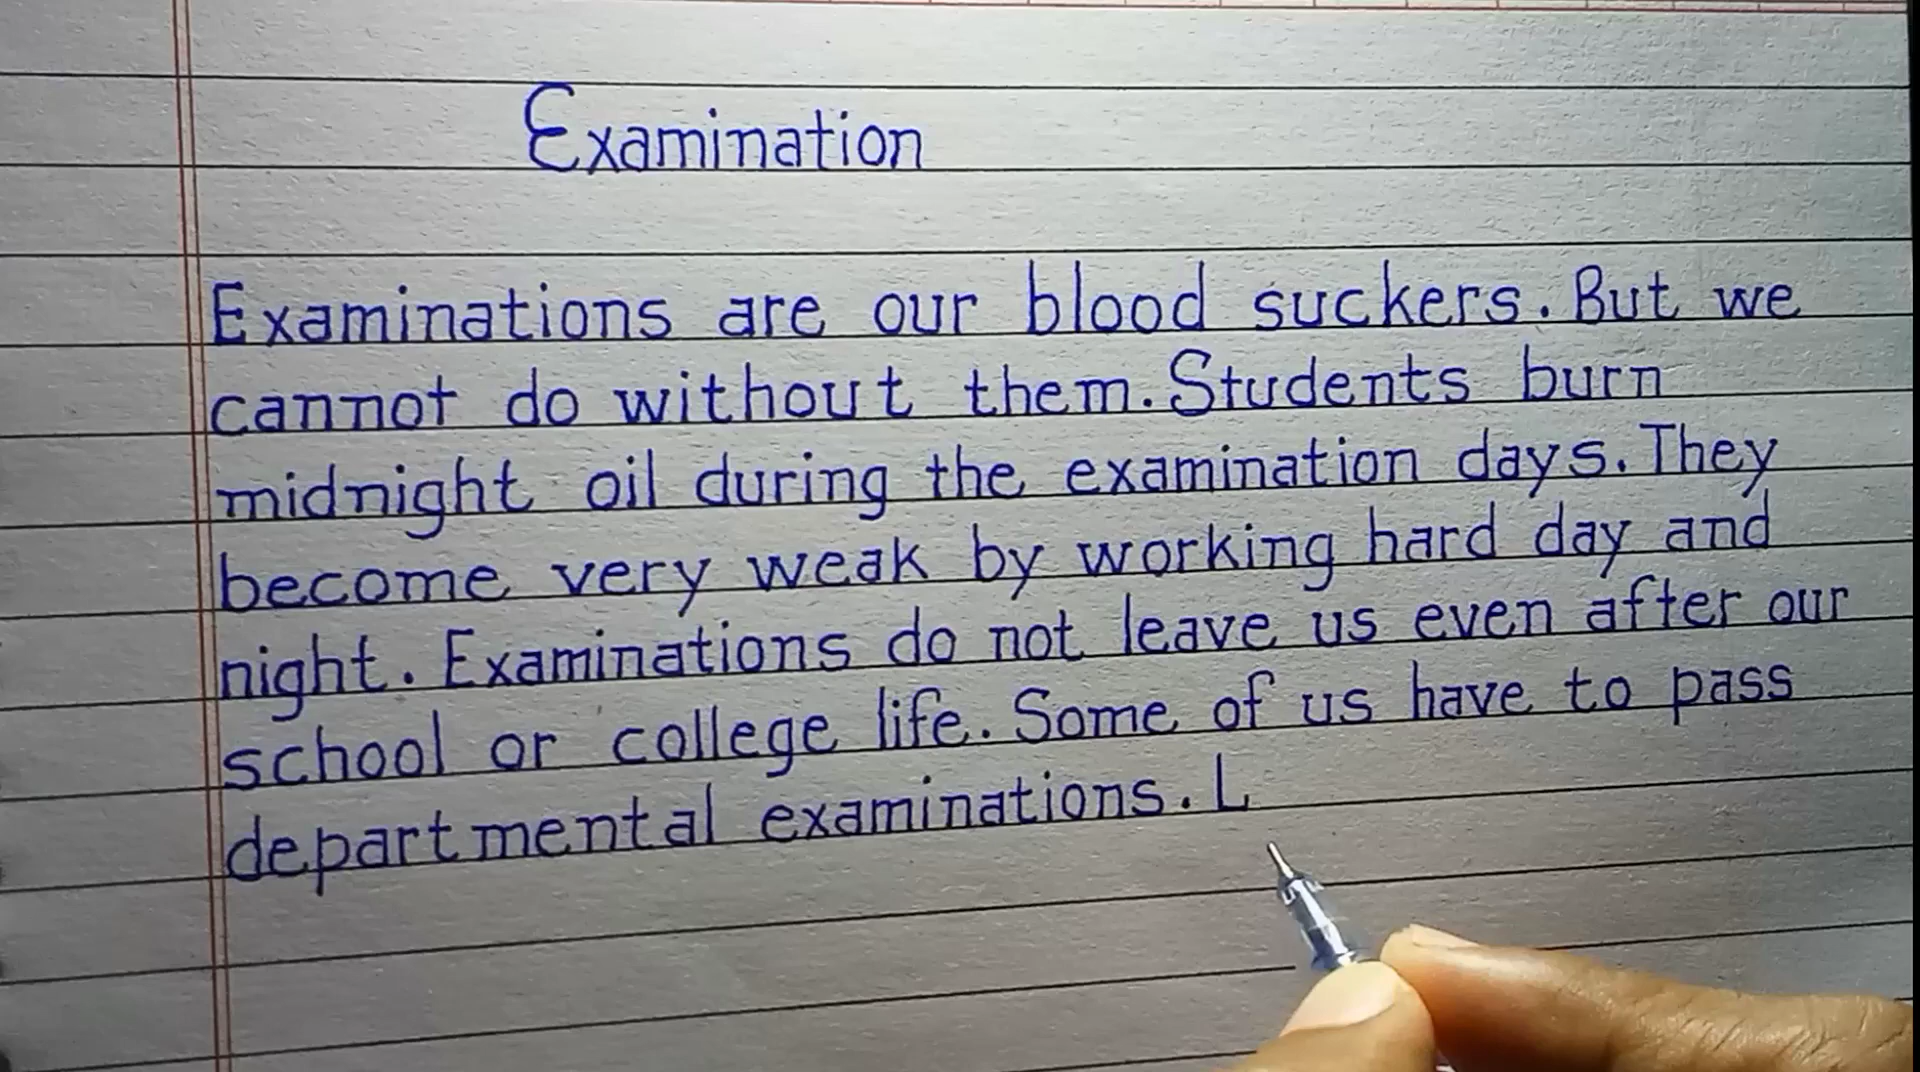 Examination
Examinations are our blood suckers. But we
cannot do without them. Students burn
midnight oil during the examination days. They
become very weak by working hard day and
night. Examinations do not leave us even after our
school or college life. Some of us have to pass
departmental examinations. L